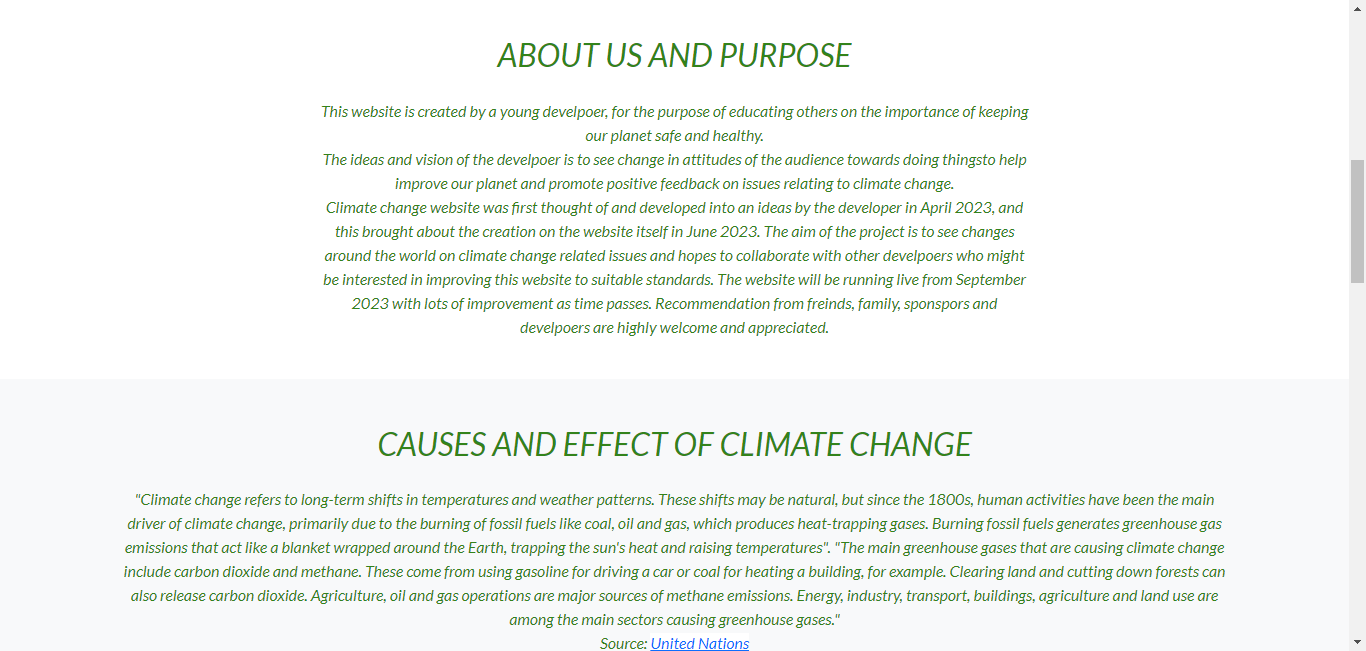 ABOUT US AND PURPOSE
This website is created by a young develpoer, for the purpose of educating others on the importance of keeping
our planet safe and healthy.
The ideas and vision of the develpoer is to see change in attitudes of the audience towards doing thingsto help
improve our planet and promote positive feedback on issues relating to climate change.
Climate change website was first thought of and developed into an ideas by the developer in April 2023, and
this brought about the creation on the website itself in June 2023. The aim of the project is to see changes
around the world on climate change related issues and hopes to collaborate with other develpoers who might
be interested in improving this website to suitable standards. The website will be running live from September
2023 with lots of improvement as time passes. Recommendation from freinds, family, sponspors and
develpoers are highly welcome and appreciated.
CAUSES AND EFFECT OF CLIMATE CHANGE
"Climate change refers to long-term shifts in temperatures and weather patterns. These shifts may be natural, but since the 1800s, human activities have been the main
driver of climate change, primarily due to the burning of fossil fuels like coal, oil and gas, which produces heat-trapping gases. Burning fossil fuels generates greenhouse gas
emissions that act like a blanket wrapped around the Earth, trapping the sun's heat and raising temperatures". "The main greenhouse gases that are causing climate change
include carbon dioxide and methane. These come from using gasoline for driving a car or coal for heating a building, for example. Clearing land and cutting down forests can
also release carbon dioxide. Agriculture, oil and gas operations are major sources of methane emissions. Energy, industry, transport, buildings, agriculture and land use are
among the main sectors causing greenhouse gases."
Source: United Nations